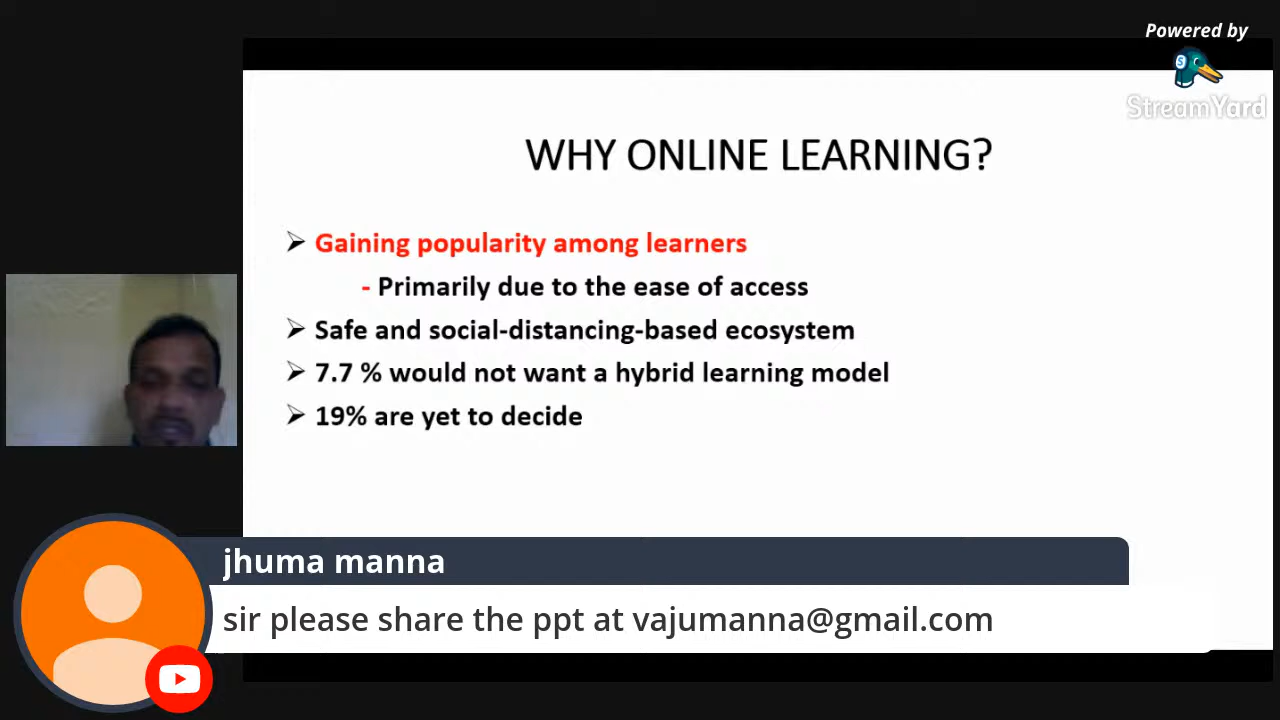 Powered by
StreamYard
WHY ONLINE LEARNING?
➢ Gaining popularity among learners
- Primarily due to the ease of access
➢ Safe and social-distancing-based ecosystem
➢ 7.7 % would not want a hybrid learning model
➢ 19% are yet to decide
jhuma manna
sir please share the ppt at vajumanna@gmail.com